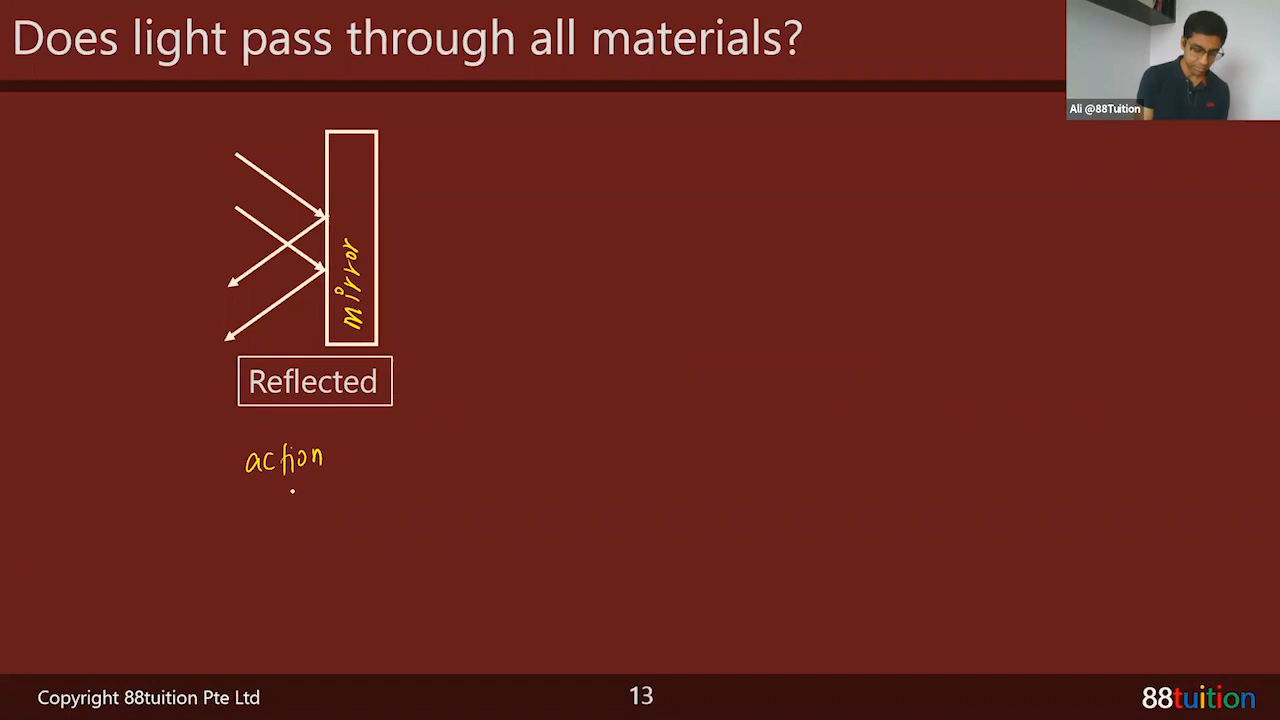 Does light pass through all materials?
Ali @88Tuition
Mirror
Reflected
action
Copyright 88tuition Pte Ltd
13
88tuition